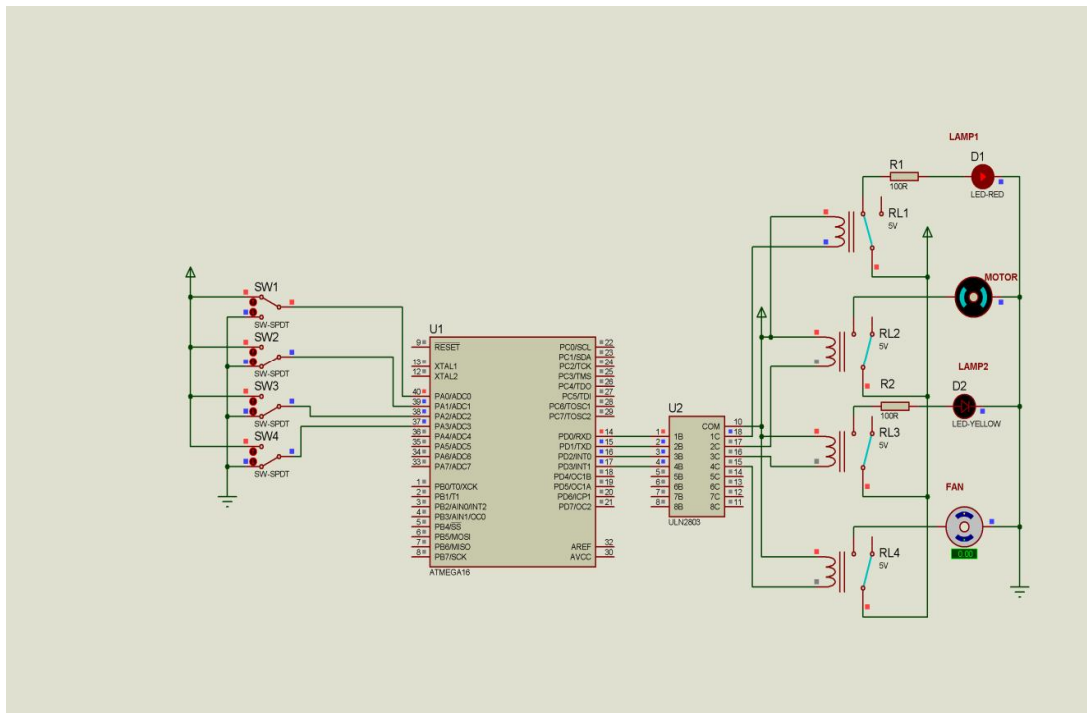 LAMP1
R1
100R
D1
LED-RED
RL1
5V
MOTOR
SW1
SW-SPDT
SW2
SW-SPDT
SW3
SW-SPDT
SW4
SW-SPDT
U1
9 RESET
13 XTAL1
12 XTAL2
40 PA0/ADC0
39 PA1/ADC1
38 PA2/ADC2
37 PA3/ADC3
36 PA4/ADC4
35 PA5/ADC5
34 PA6/ADC6
33 PA7/ADC7
1 PB0/T0/XCK
2 PB1/T1
3 PB2/AIN0/INT2
4 PB3/AIN1/OC0
5 PB4/SS
6 PB5/MOSI
7 PB6/MISO
8 PB7/SCK
PC0/SCL 22
PC1/SDA 23
PC2/TCK 24
PC3/TMS 25
PC4/TDO 26
PC5/TDI 27
PC6/TOSC1 28
PC7/TOSC2 29
PD0/RXD 14
PD1/TXD 15
PD2/INT0 16
PD3/INT1 17
PD4/OC1B 18
PD5/OC1A 19
PD6/ICP1 20
PD7/OC2 21
AREF 32
AVCC 30
ATMEGA16
U2
COM 10
1 1B 1C 18
2 2B 2C 17
3 3B 3C 16
4 4B 4C 15
5 5B 5C 14
6 6B 6C 13
7 7B 7C 12
8 8B 8C 11
ULN2803
RL2
5V
LAMP2
R2
100R
D2
LED-YELLOW
RL3
5V
FAN
0.00
RL4
5V